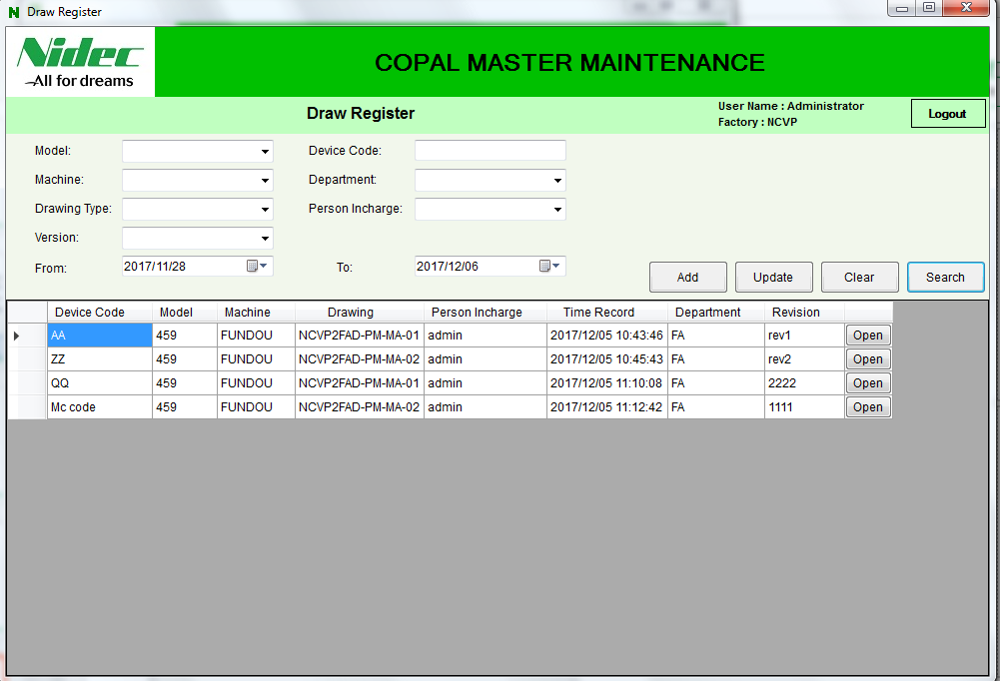 Draw Register
Nidec
All for dreams
COPAL MASTER MAINTENANCE
Draw Register
User Name : Administrator
Factory : NCVP
Logout
Model:
Device Code:
Machine:
Department:
Drawing Type:
Person Incharge:
Version:
From: 2017/11/28
To: 2017/12/06
Add Update Clear Search
Device Code Model Machine Drawing Person Incharge Time Record Department Revision
AA 459 FUNDOU NCVP2FAD-PM-MA-01 admin 2017/12/05 10:43:46 FA rev1 Open
ZZ 459 FUNDOU NCVP2FAD-PM-MA-02 admin 2017/12/05 10:45:43 FA rev2 Open
QQ 459 FUNDOU NCVP2FAD-PM-MA-01 admin 2017/12/05 11:10:08 FA 2222 Open
Mc code 459 FUNDOU NCVP2FAD-PM-MA-02 admin 2017/12/05 11:12:42 FA 1111 Open